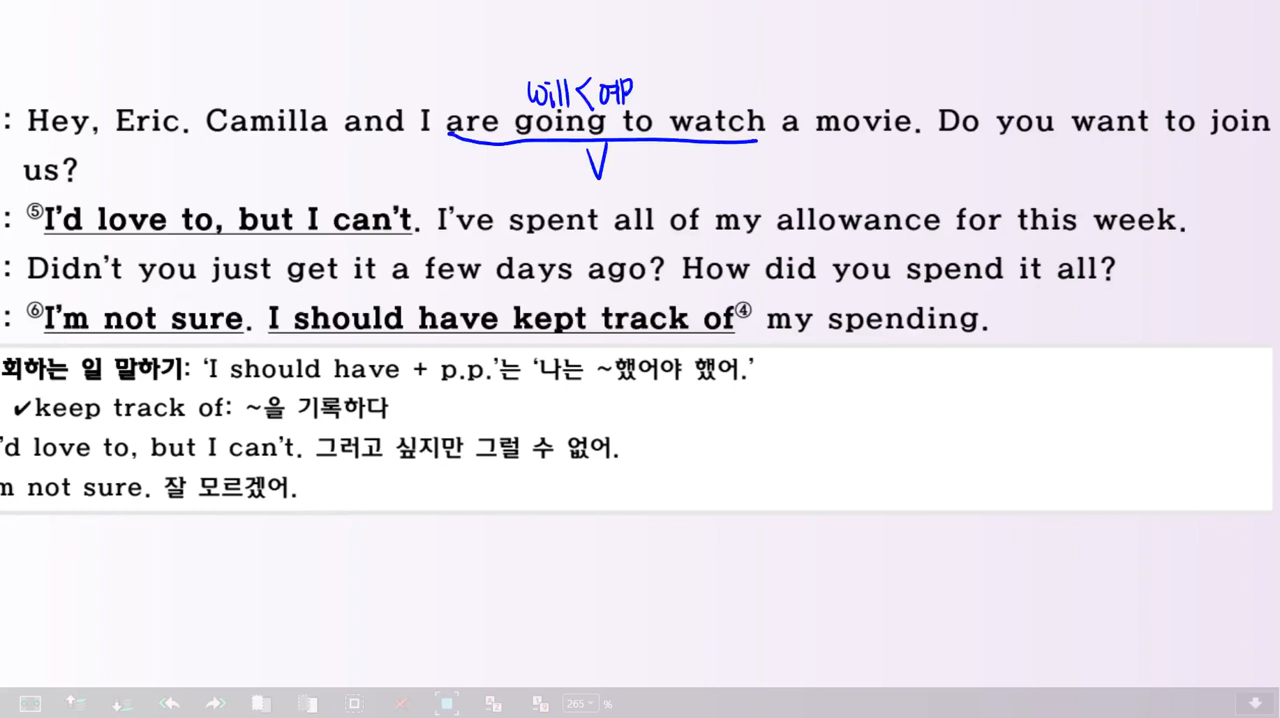 will<
: Hey, Eric. Camilla and I are going to watch a movie. Do you want to join
V
us?
: ⑤I'd love to, but I can't. I've spent all of my allowance for this week.
: Didn't you just get it a few days ago? How did you spend it all?
: ⑥I'm not sure. I should have kept track of④ my spending.
회하는 일 말하기: ‘I should have + p.p.’는 ‘나는 ~했어야 했어.’
✔keep track of: ~을 기록하다
'd love to, but I can't. 그러고 싶지만 그럴 수 없어.
m not sure. 잘 모르겠어.
265 %